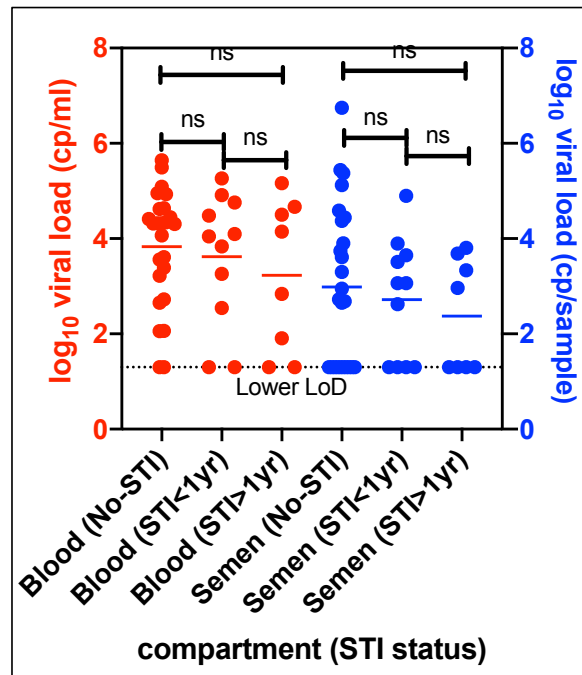 log10 viral load (cp/ml)
8
6
4
2
0
ns
ns
ns
ns
ns
ns
Lower LoD
8
6
4
2
0
log10 viral load (cp/sample)
Blood (No-STI)
Blood (STI<1yr)
Blood (STI>1yr)
Semen (No-STI)
Semen (STI<1yr)
Semen (STI>1yr)
compartment (STI status)